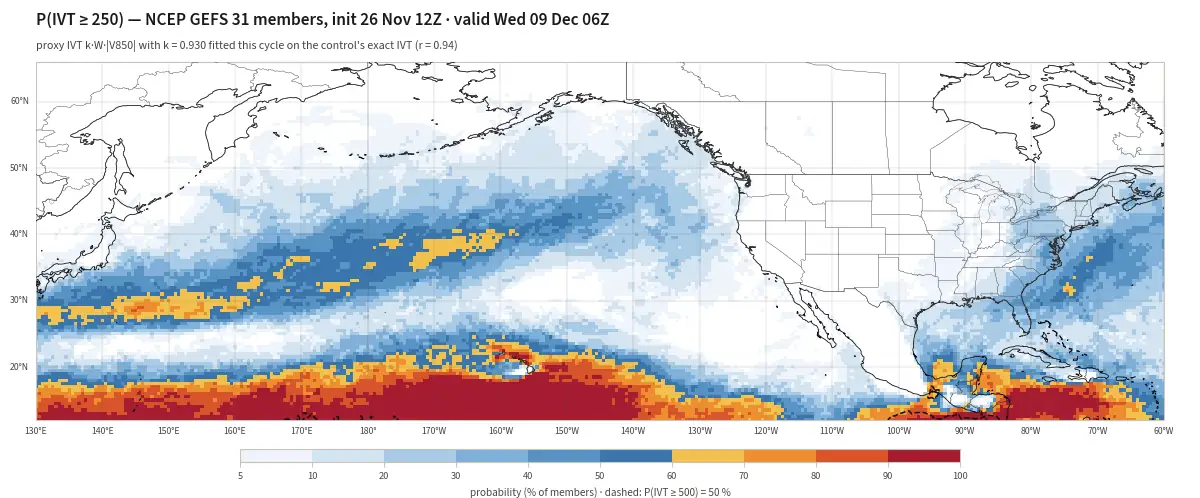 P(IVT ≥ 250) — NCEP GEFS 31 members, init 26 Nov 12Z · valid Wed 09 Dec 06Z
proxy IVT k·W·|V850| with k = 0.930 fitted this cycle on the control's exact IVT (r = 0.94)
60°N
50°N
40°N
30°N
20°N
130°E 140°E 150°E 160°E 170°E 180° 170°W 160°W 150°W 140°W 130°W 120°W 110°W 100°W 90°W 80°W 70°W 60°W
5 10 20 30 40 50 60 70 80 90 100
probability (% of members) · dashed: P(IVT ≥ 500) = 50 %